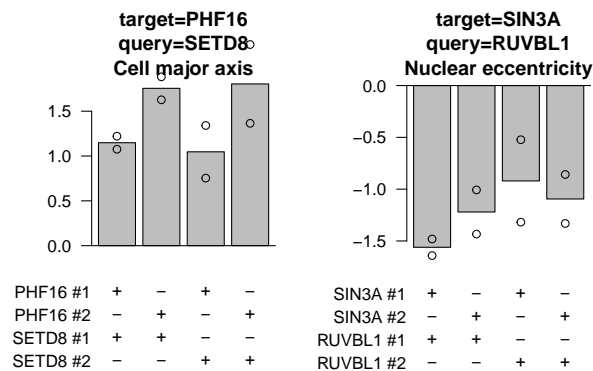 target=PHF16
query=SETD8
Cell major axis
1.5
1.0
0.5
0.0
PHF16 #1 + − + −
PHF16 #2 − + − +
SETD8 #1 + + − −
SETD8 #2 − − + +
target=SIN3A
query=RUVBL1
Nuclear eccentricity
0.0
−0.5
−1.0
−1.5
SIN3A #1 + − + −
SIN3A #2 − + − +
RUVBL1 #1 + + − −
RUVBL1 #2 − − + +